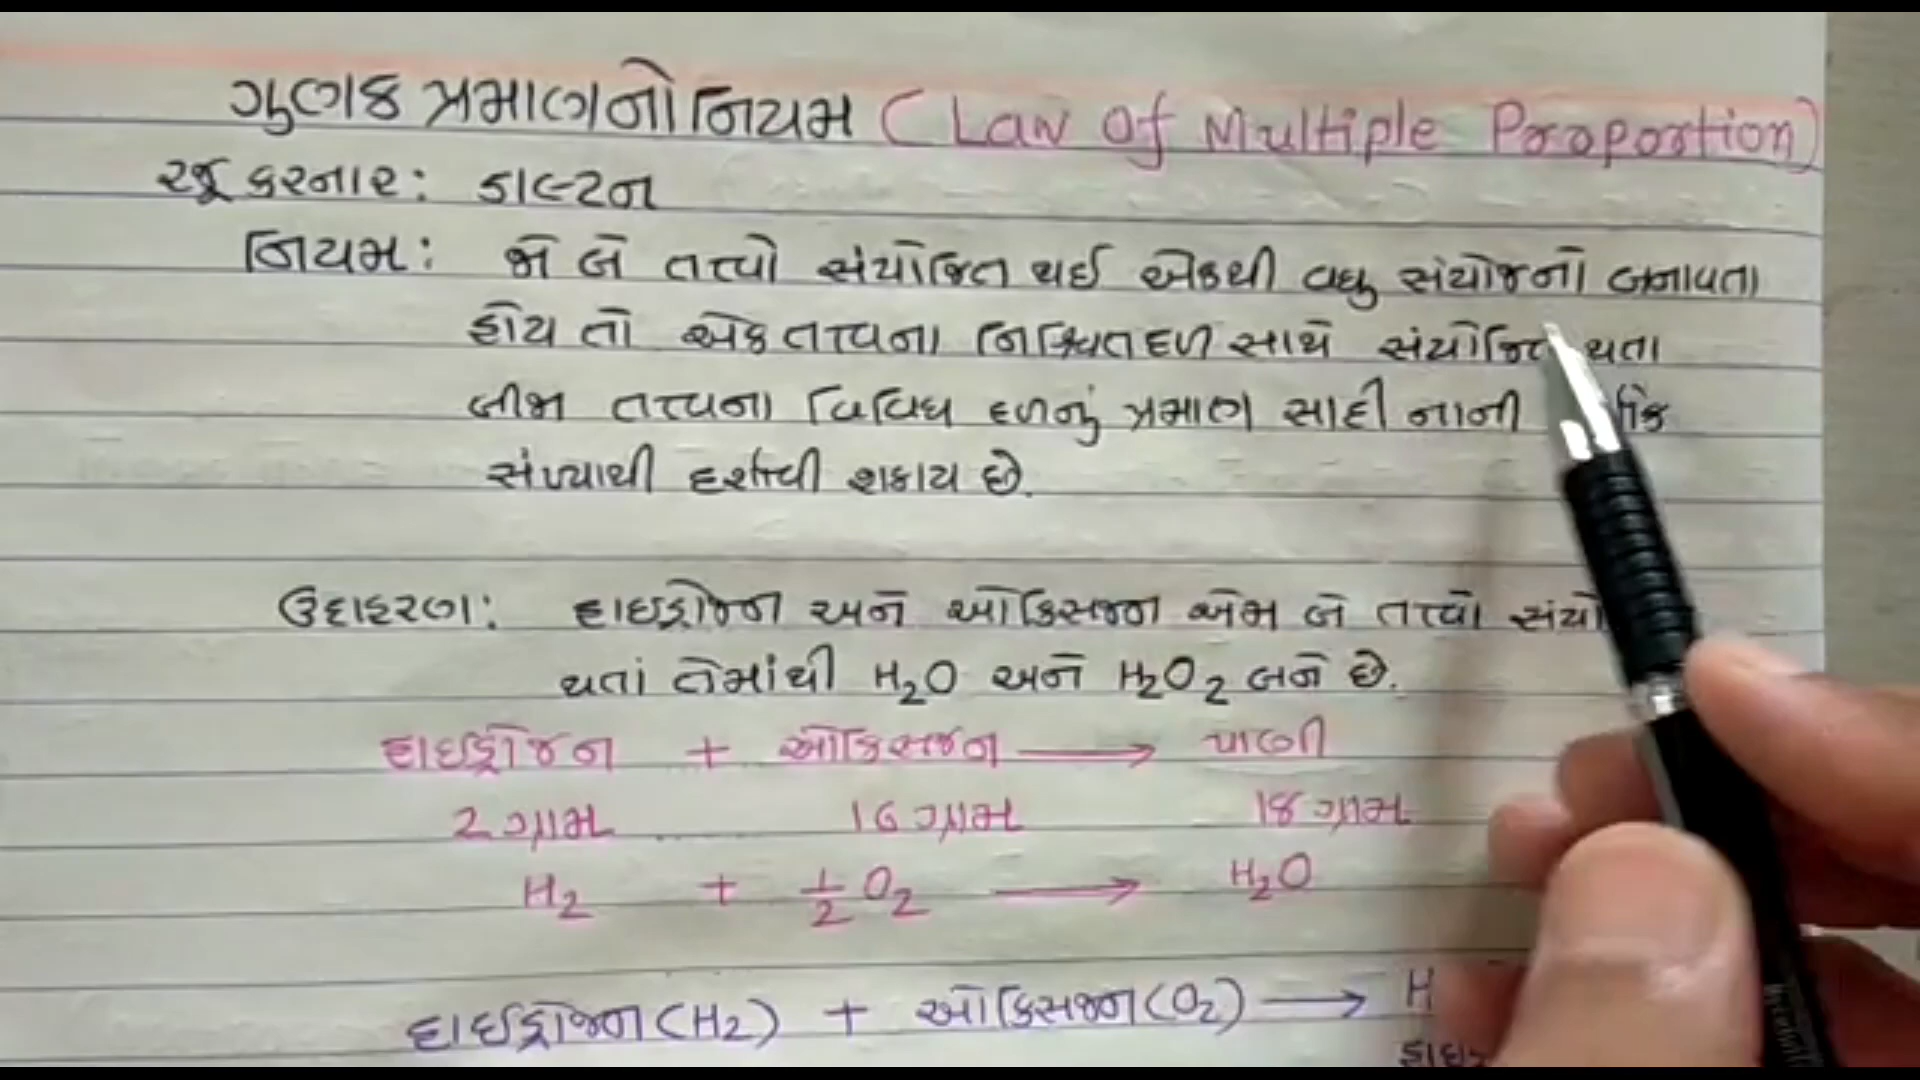 ગુણક પ્રમાણનો નિયમ (Law Of Multiple Proportion)
રજૂ કરનાર: ડાલ્ટન
નિયમ: જો બે તત્ત્વો સંયોજિત થઈ એકથી વધુ સંયોજનો બનાવતા
હોય તો એક તત્ત્વના નિશ્ચિત દળ સાથે સંયોજિત થતા
બીજા તત્ત્વના વિવિધ દળનું પ્રમાણ સાદી નાની
સંખ્યાથી દર્શાવી શકાય છે.
ઉદાહરણ: હાઇડ્રોજન અને ઓક્સિજન એમ બે તત્ત્વો
થતાં તેમાંથી H₂O અને H₂O₂ બને છે.
હાઇડ્રોજન + ઓક્સિજન ⟶ પાણી
2 ગ્રામ 16 ગ્રામ 18 ગ્રામ
H₂ + ½ O₂ ⟶ H₂O
હાઈડ્રોજન (H₂) + ઓક્સિજન (O₂) ⟶ H